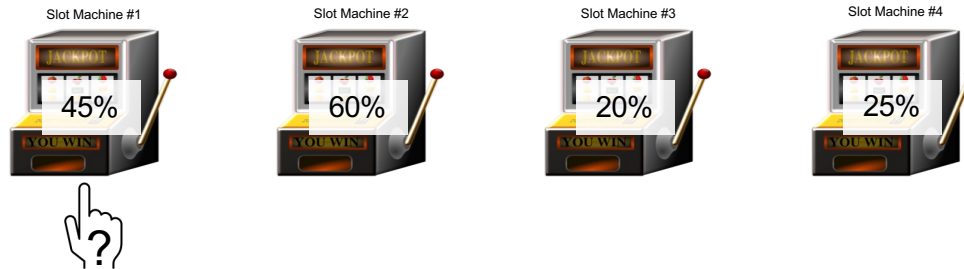 Slot Machine #1
Slot Machine #2
Slot Machine #3
Slot Machine #4
JACKPOT
JACKPOT
JACKPOT
JACKPOT
45%
60%
20%
25%
YOU WIN
YOU WIN
YOU WIN
YOU WIN
?